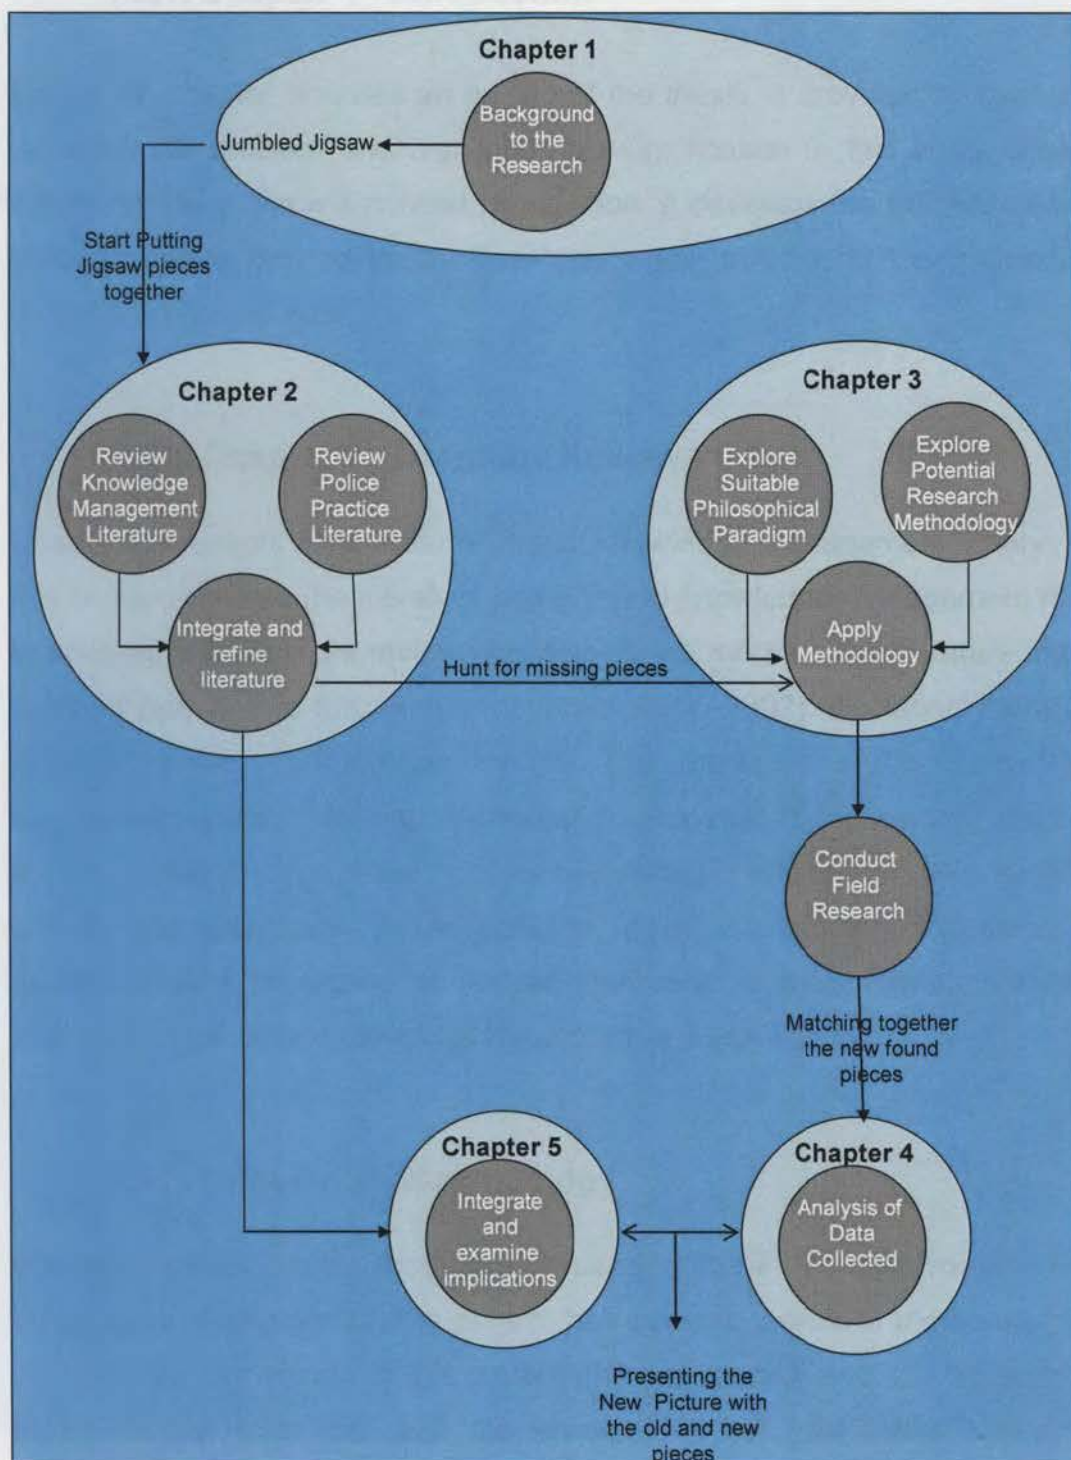 Chapter 1
Background
to the
Research
Jumbled Jigsaw
Start Putting
Jigsaw pieces
together
Chapter 2
Review
Knowledge
Management
Literature
Review
Police
Practice
Literature
Integrate and
refine
literature
Hunt for missing pieces
Chapter 3
Explore
Suitable
Philosophical
Paradigm
Explore
Potential
Research
Methodology
Apply
Methodology
Conduct
Field
Research
Matching together
the new found
pieces
Chapter 5
Integrate
and
examine
implications
Chapter 4
Analysis of
Data
Collected
Presenting the
New Picture with
the old and new
pieces